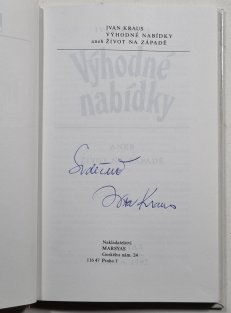 IVAN KRAUS
VÝHODNÉ NABÍDKY
aneb ŽIVOT NA ZÁPADĚ
Výhodné
nabídky
ANEB
Srdečně
Ivan Kraus
Nakladatelství
MARSYAS
Gorkého nám. 24
116 47 Praha 1